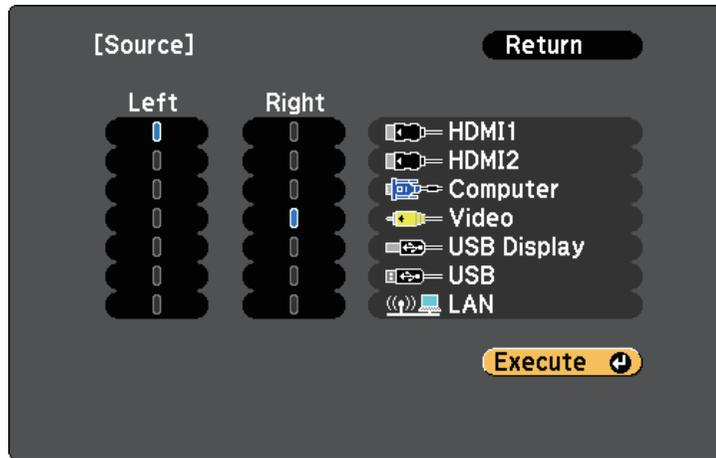 [Source]
Return
Left Right
HDMI1
HDMI2
Computer
Video
USB Display
USB
LAN
Execute